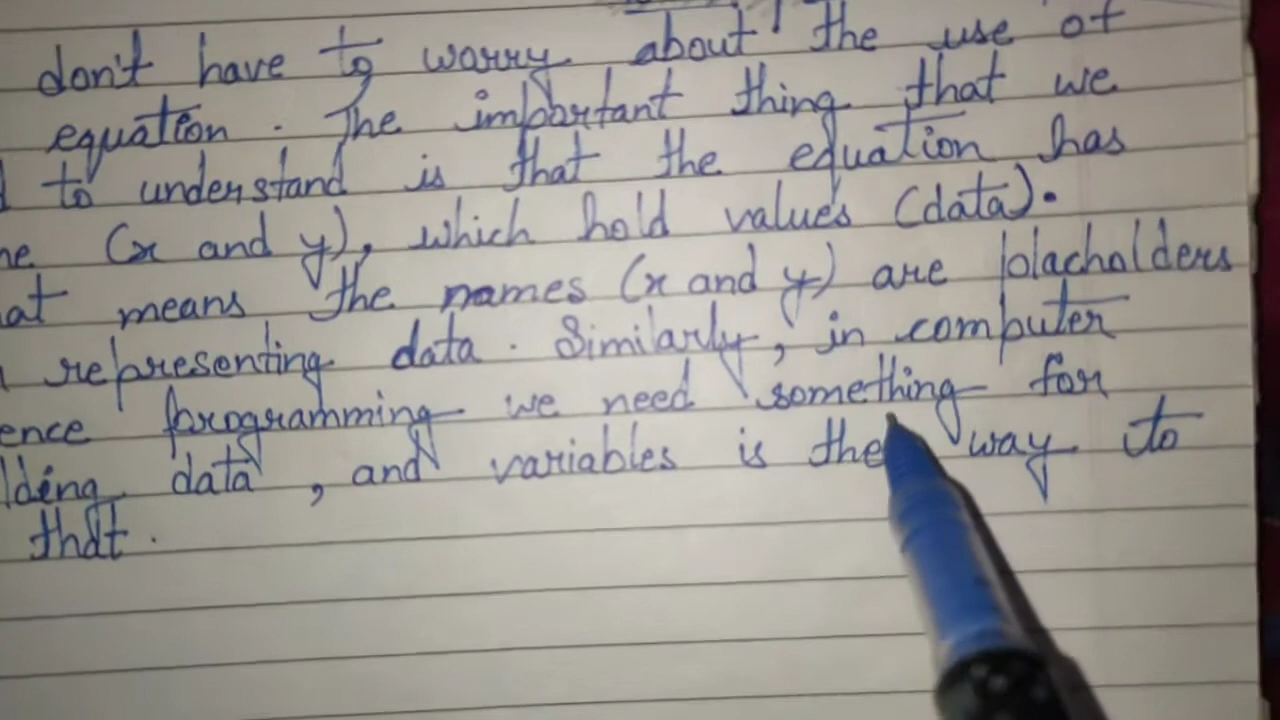 don't have to worry about the use of
equation. The important thing that we
to understand is that the equation has
(x and y), which hold values (data).
means the names (x and y) are placholders
representing data. Similarly, in computer
programming we need something for
data, and variables is the way to
that.